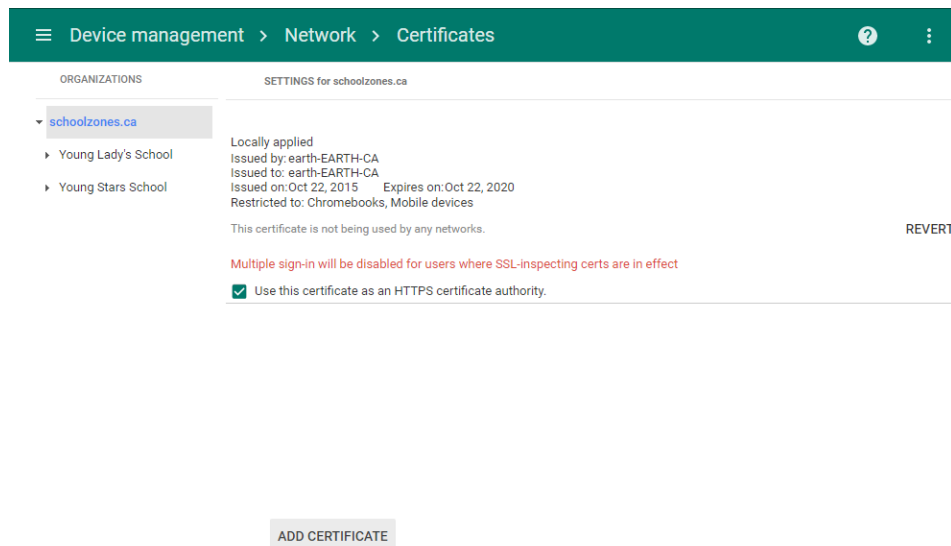 Device management > Network > Certificates
ORGANIZATIONS
SETTINGS for schoolzones.ca
schoolzones.ca
Young Lady's School
Young Stars School
Locally applied
Issued by: earth-EARTH-CA
Issued to: earth-EARTH-CA
Issued on:Oct 22, 2015 Expires on:Oct 22, 2020
Restricted to: Chromebooks, Mobile devices
This certificate is not being used by any networks.
REVERT
Multiple sign-in will be disabled for users where SSL-inspecting certs are in effect
Use this certificate as an HTTPS certificate authority.
ADD CERTIFICATE